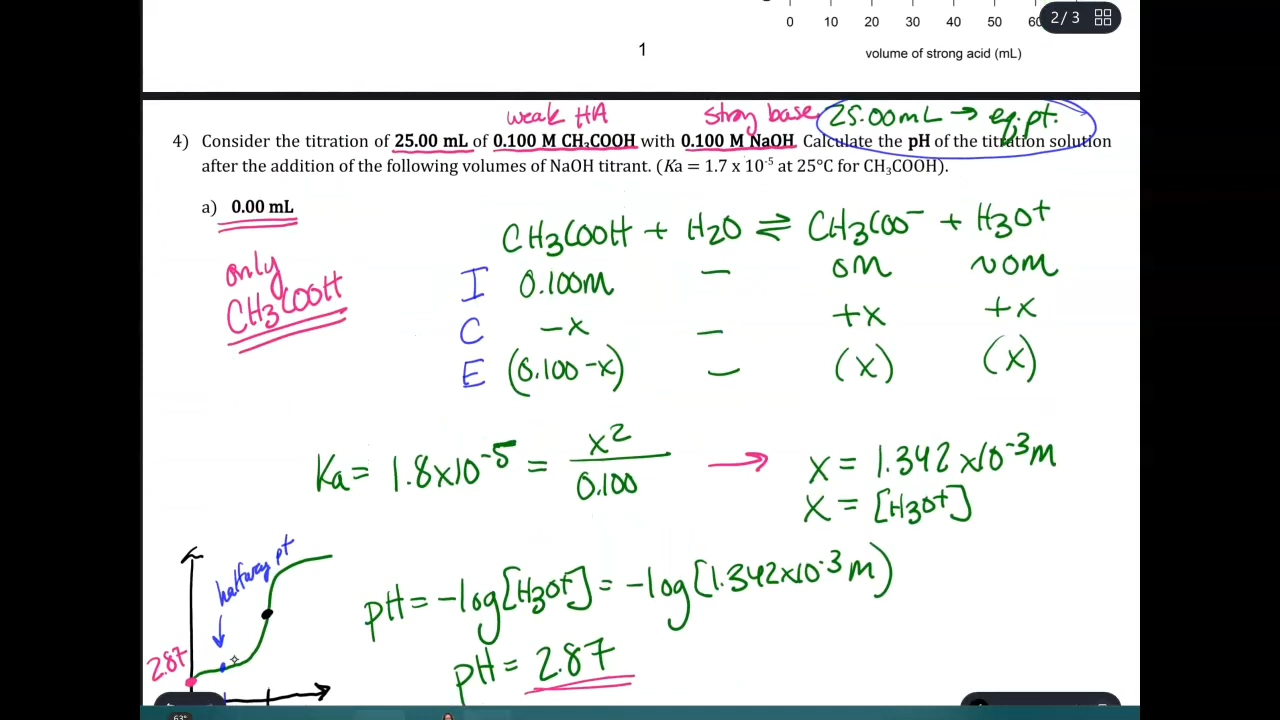 0 10 20 30 40 50
2/3
volume of strong acid (mL)
1
weak HA strong base 25.00mL → eq.pt.
4) Consider the titration of 25.00 mL of 0.100 M CH₃COOH with 0.100 M NaOH. Calculate the pH of the titration solution
after the addition of the following volumes of NaOH titrant. (Ka = 1.7 x 10⁻⁵ at 25°C for CH₃COOH).
a) 0.00 mL
only
CH₃COOH
CH₃COOH + H₂O ⇌ CH₃COO⁻ + H₃O⁺
I 0.100M — 0M ~0M
C -x — +x +x
E (0.100-x) — (x) (x)
Ka = 1.8x10⁻⁵ = x² / 0.100 → x = 1.342 x10⁻³M
x = [H₃O⁺]
halfway pt
pH = -log[H₃O⁺] = -log[1.342x10⁻³M)
2.87
pH = 2.87
63°